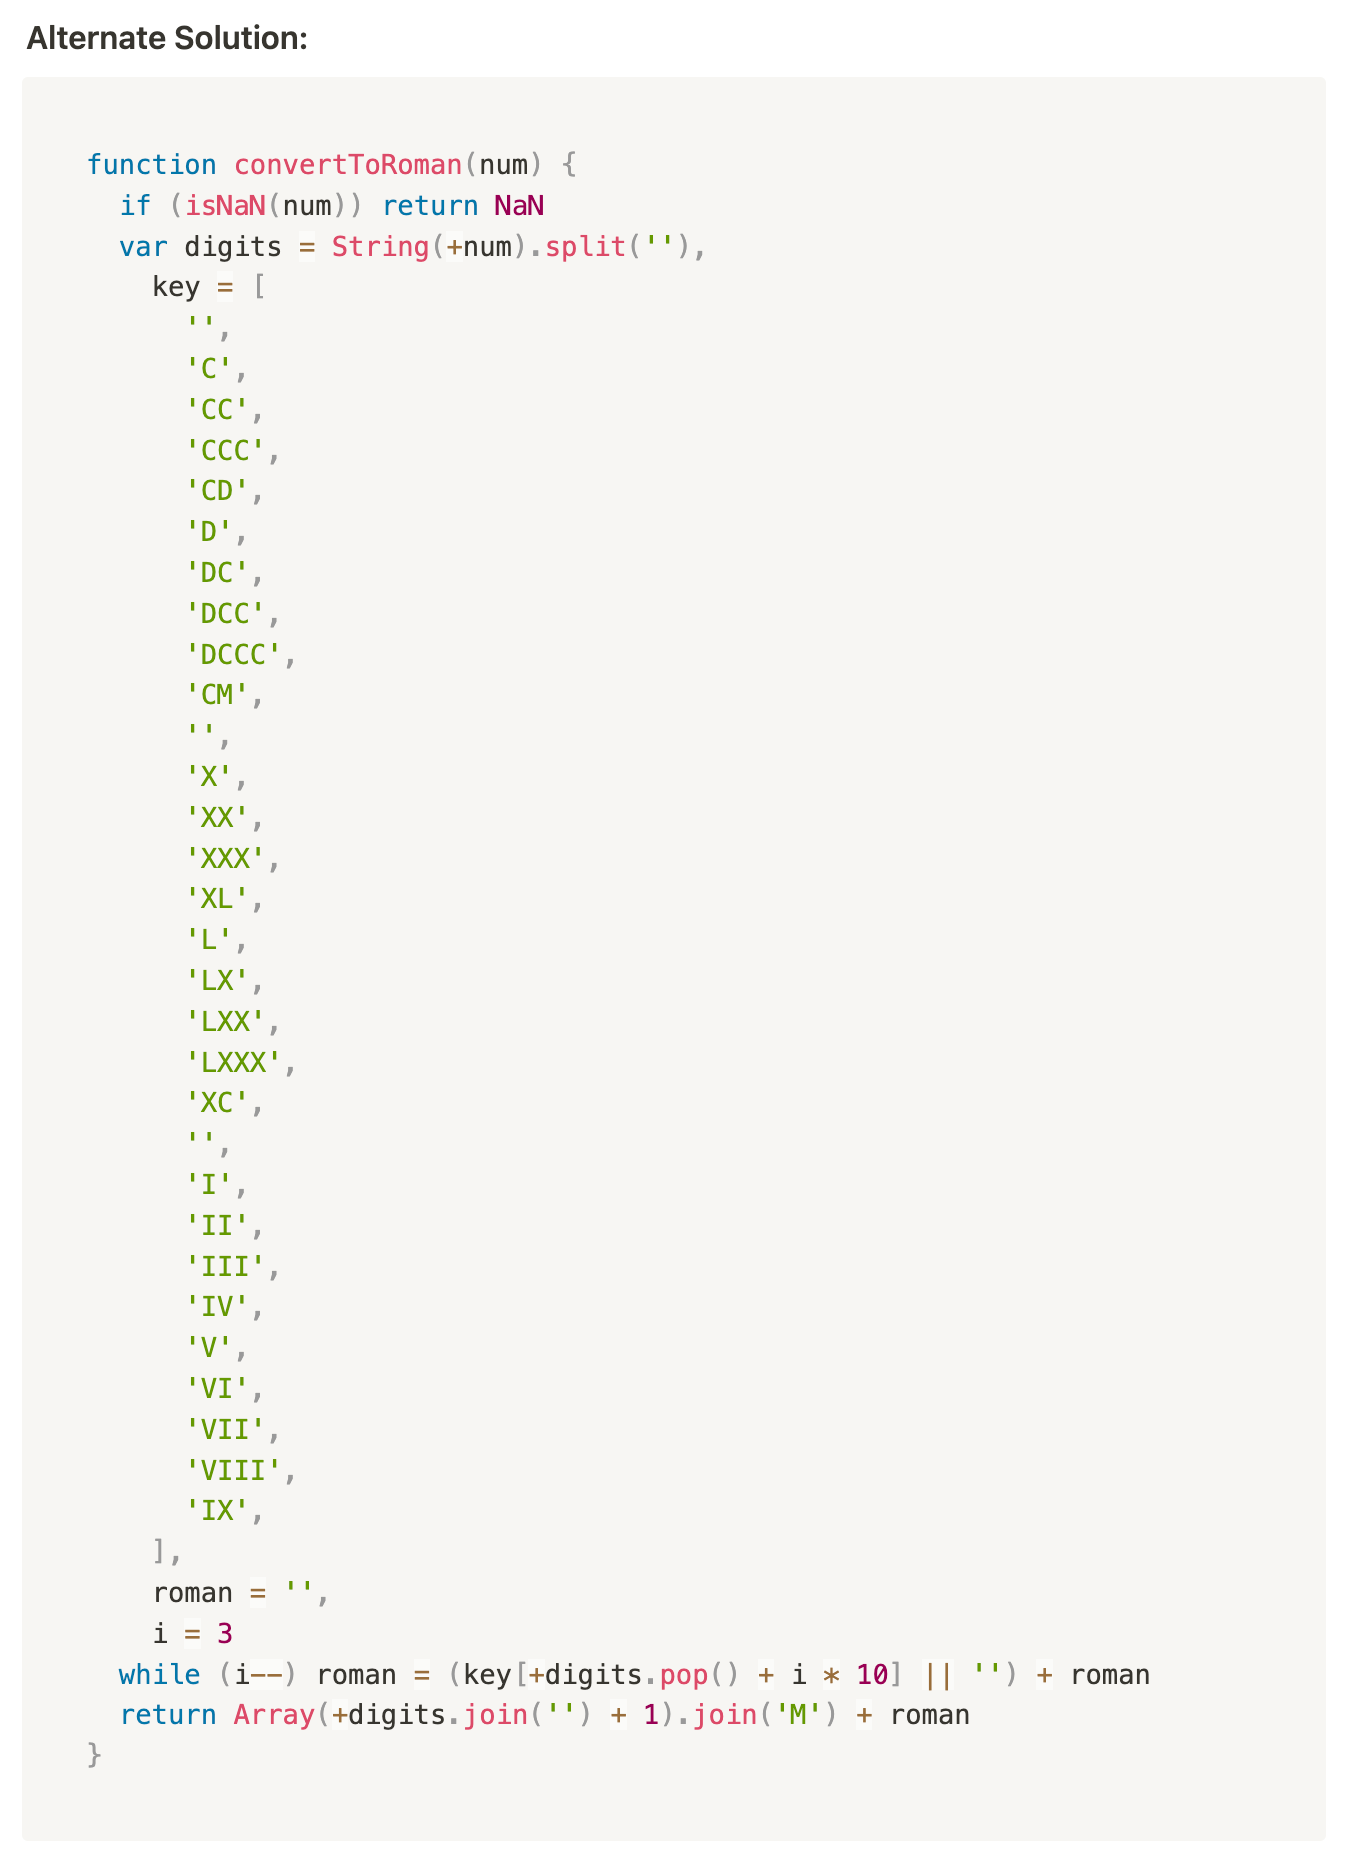 Alternate Solution:
function convertToRoman(num) {
  if (isNaN(num)) return NaN
  var digits = String(+num).split(''),
    key = [
      '',
      'C',
      'CC',
      'CCC',
      'CD',
      'D',
      'DC',
      'DCC',
      'DCCC',
      'CM',
      '',
      'X',
      'XX',
      'XXX',
      'XL',
      'L',
      'LX',
      'LXX',
      'LXXX',
      'XC',
      '',
      'I',
      'II',
      'III',
      'IV',
      'V',
      'VI',
      'VII',
      'VIII',
      'IX',
    ],
    roman = '',
    i = 3
  while (i--) roman = (key[+digits.pop() + i * 10] || '') + roman
  return Array(+digits.join('') + 1).join('M') + roman
}